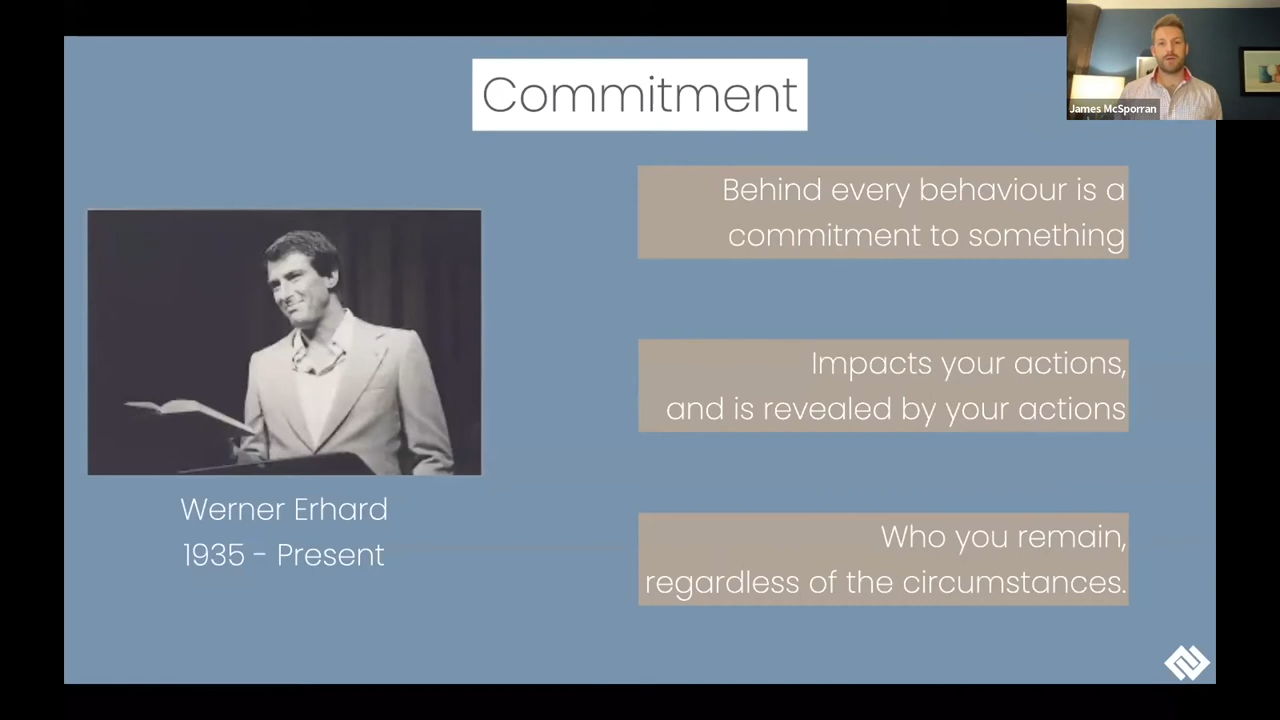 Commitment
James McSporran
Behind every behaviour is a
commitment to something
Impacts your actions,
and is revealed by your actions
Werner Erhard
1935 - Present
Who you remain,
regardless of the circumstances.